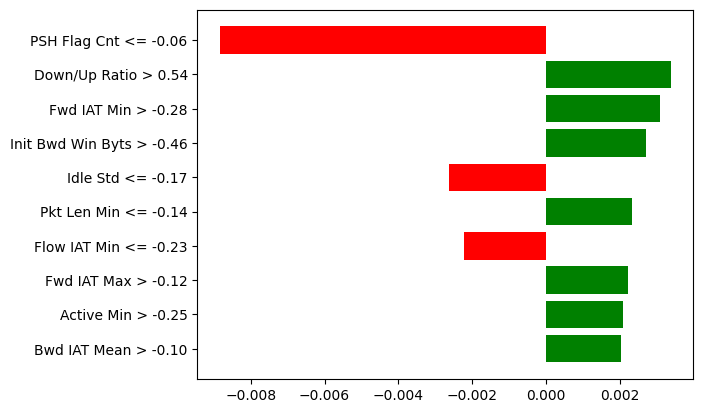 PSH Flag Cnt <= -0.06
Down/Up Ratio > 0.54
Fwd IAT Min > -0.28
Init Bwd Win Byts > -0.46
Idle Std <= -0.17
Pkt Len Min <= -0.14
Flow IAT Min <= -0.23
Fwd IAT Max > -0.12
Active Min > -0.25
Bwd IAT Mean > -0.10
−0.008 −0.006 −0.004 −0.002 0.000 0.002